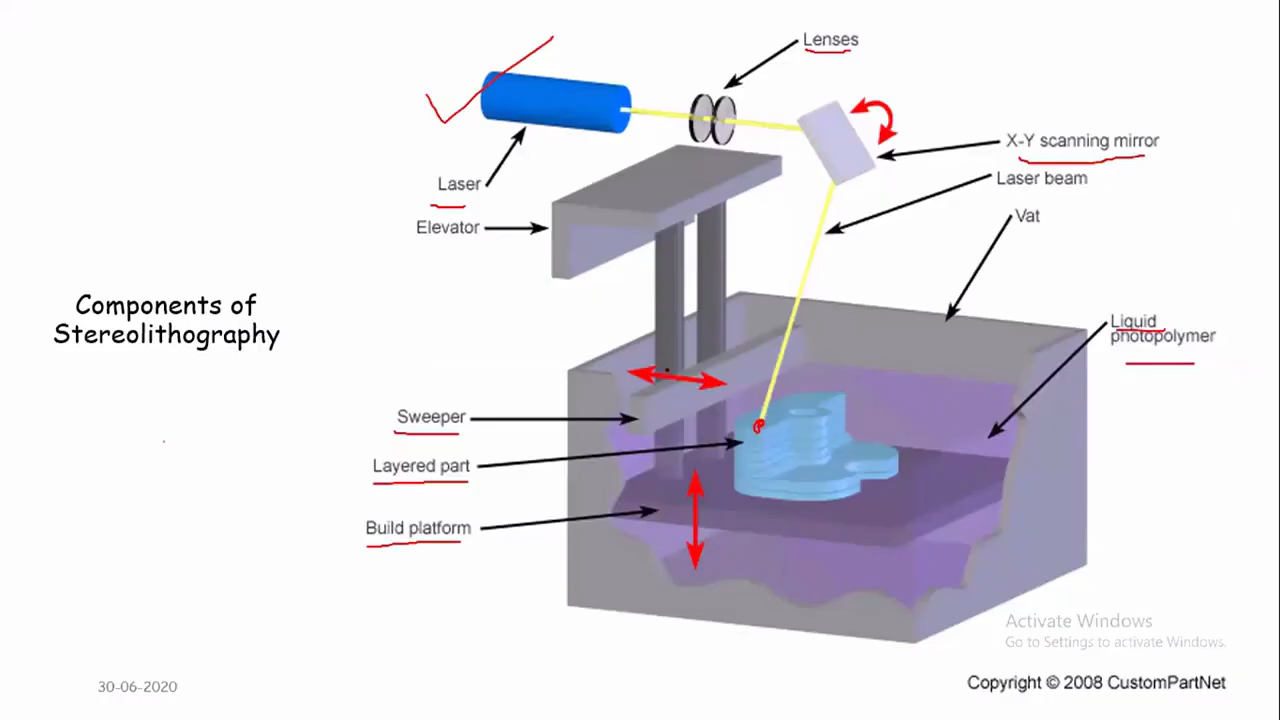 Lenses
X-Y scanning mirror
Laser beam
Laser
Vat
Elevator
Components of
Stereolithography
Liquid
photopolymer
Sweeper
Layered part
Build platform
Activate Windows
Go to Settings to activate Windows.
30-06-2020
Copyright © 2008 CustomPartNet